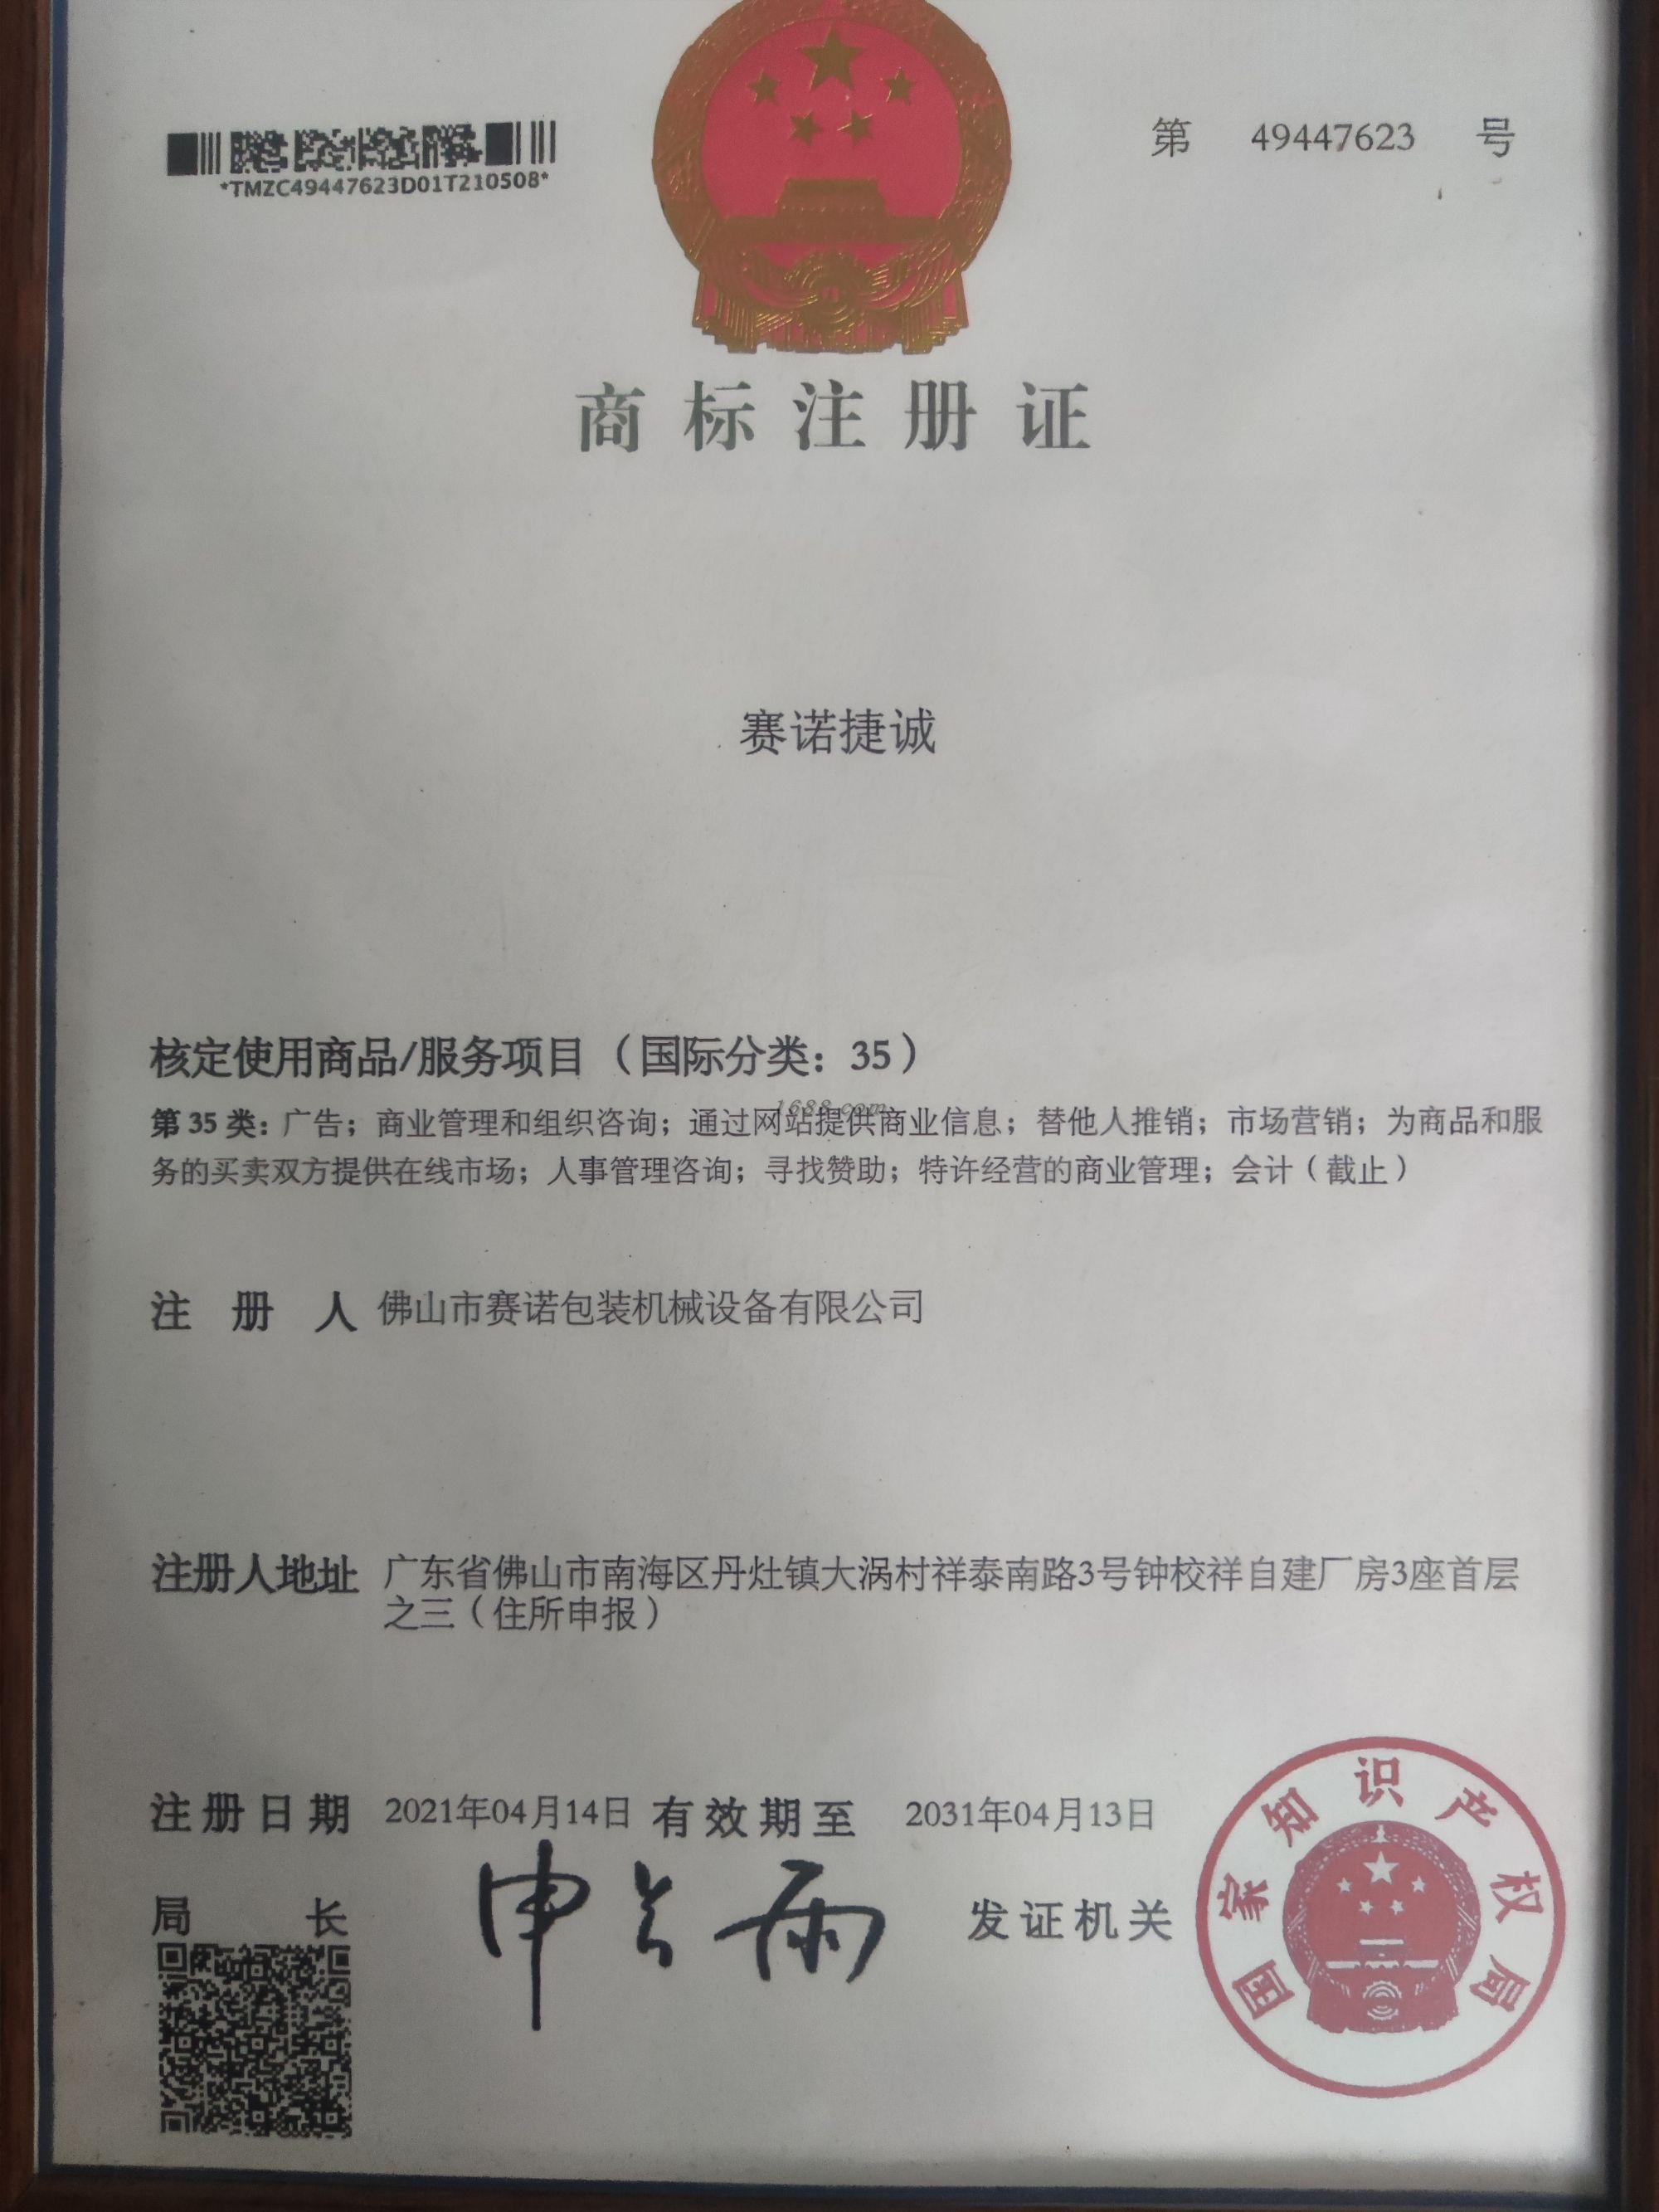 第 49447623 号
*TMZC49447623D01T210508*
商标注册证
赛诺捷诚
核定使用商品/服务项目（国际分类：35）
1688.com
第 35 类：广告；商业管理和组织咨询；通过网站提供商业信息；替他人推销；市场营销；为商品和服
务的买卖双方提供在线市场；人事管理咨询；寻找赞助；特许经营的商业管理；会计（截止）
注册人 佛山市赛诺包装机械设备有限公司
注册人地址 广东省佛山市南海区丹灶镇大涡村祥泰南路3号钟校祥自建厂房3座首层
之三（住所申报）
注册日期 2021年04月14日 有效期至 2031年04月13日
局长 申长雨 发证机关
国家知识产权局